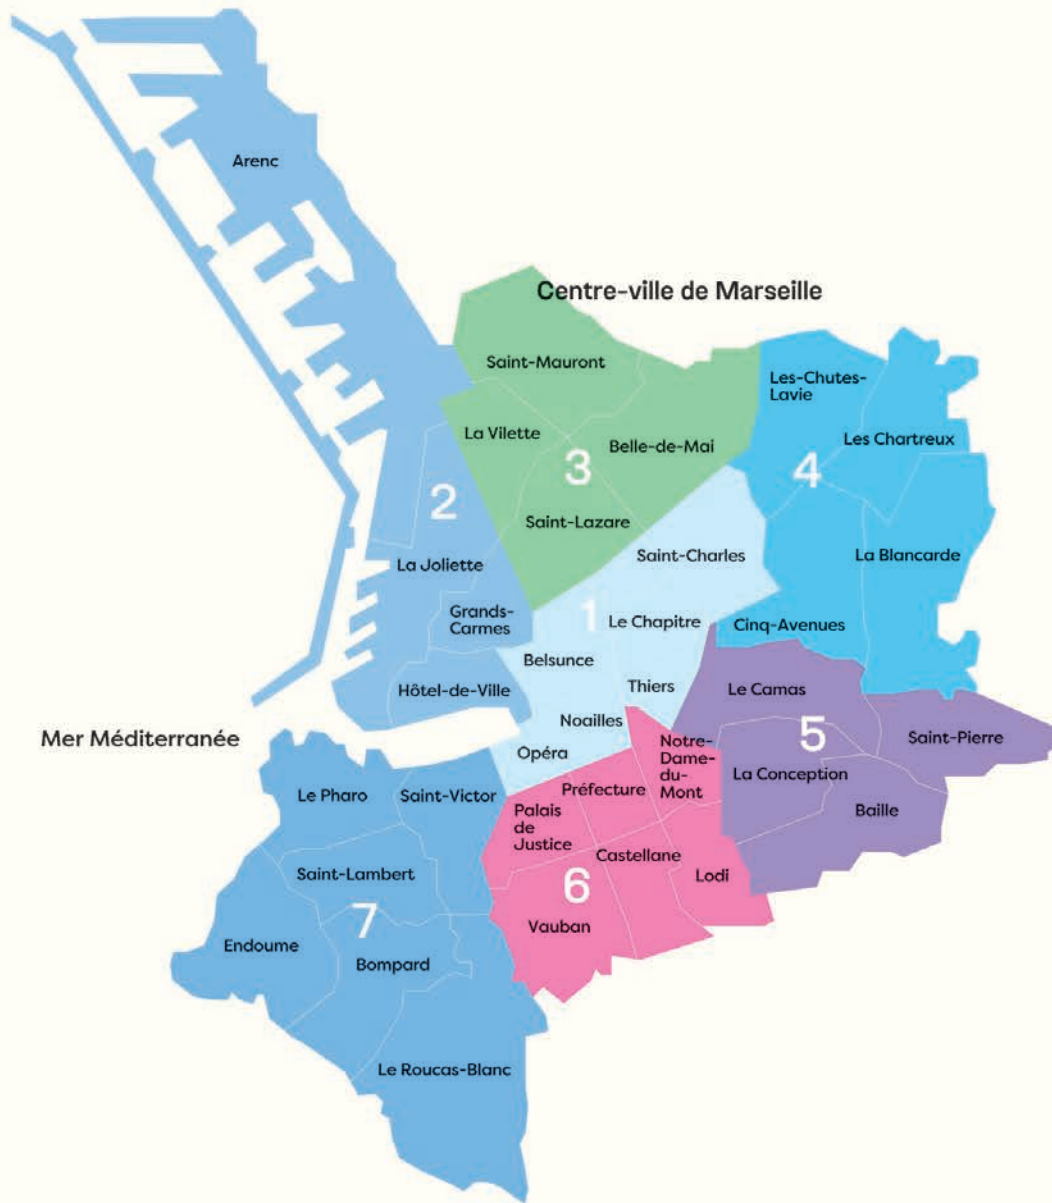 Arenc
Centre-ville de Marseille
Saint-Mauront
Les-Chutes-
Lavie
La Vilette
Belle-de-Mai
Les Chartreux
3
4
2
Saint-Lazare
Saint-Charles
La Blancarde
La Joliette
Grands-
Carmes
1
Le Chapitre
Cinq-Avenues
Belsunce
Hôtel-de-Ville
Thiers
Le Camas
Noailles
Mer Méditerranée
Opéra
Notre-
Dame-
du-
Mont
5
Saint-Pierre
La Conception
Le Pharo
Saint-Victor
Préfecture
Baille
Palais
de
Justice
Castellane
Saint-Lambert
Lodi
6
7
Vauban
Endoume
Bompard
Le Roucas-Blanc